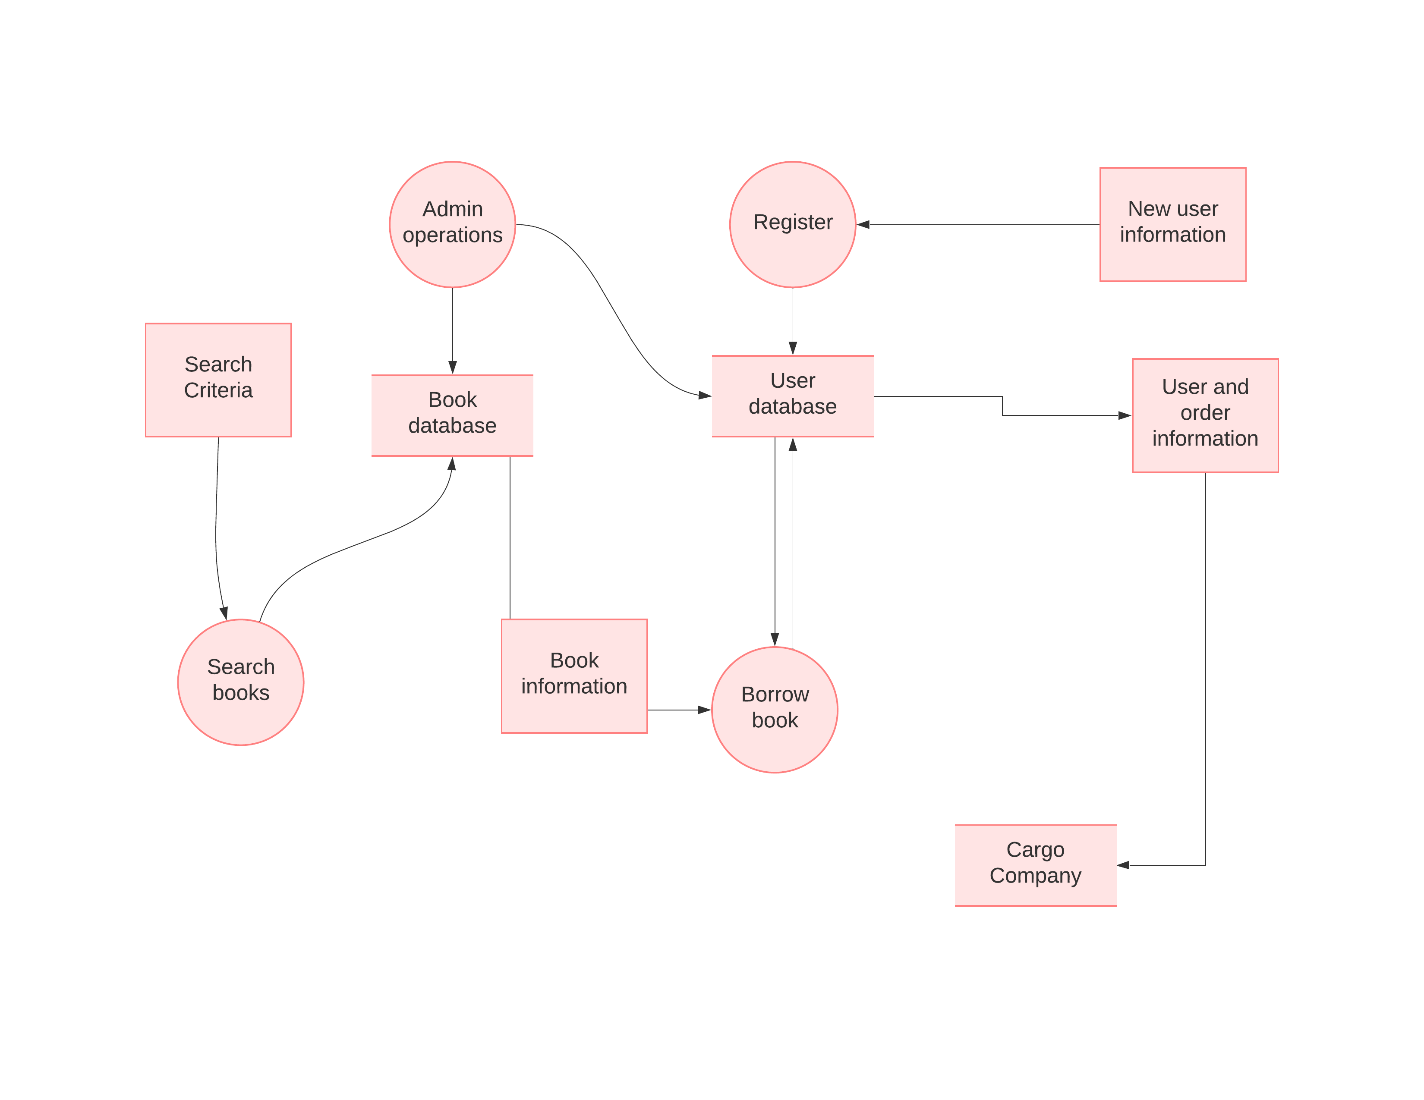 Admin
operations
Register
New user
information
Search
Criteria
Book
database
User
database
User and
order
information
Search
books
Book
information
Borrow
book
Cargo
Company